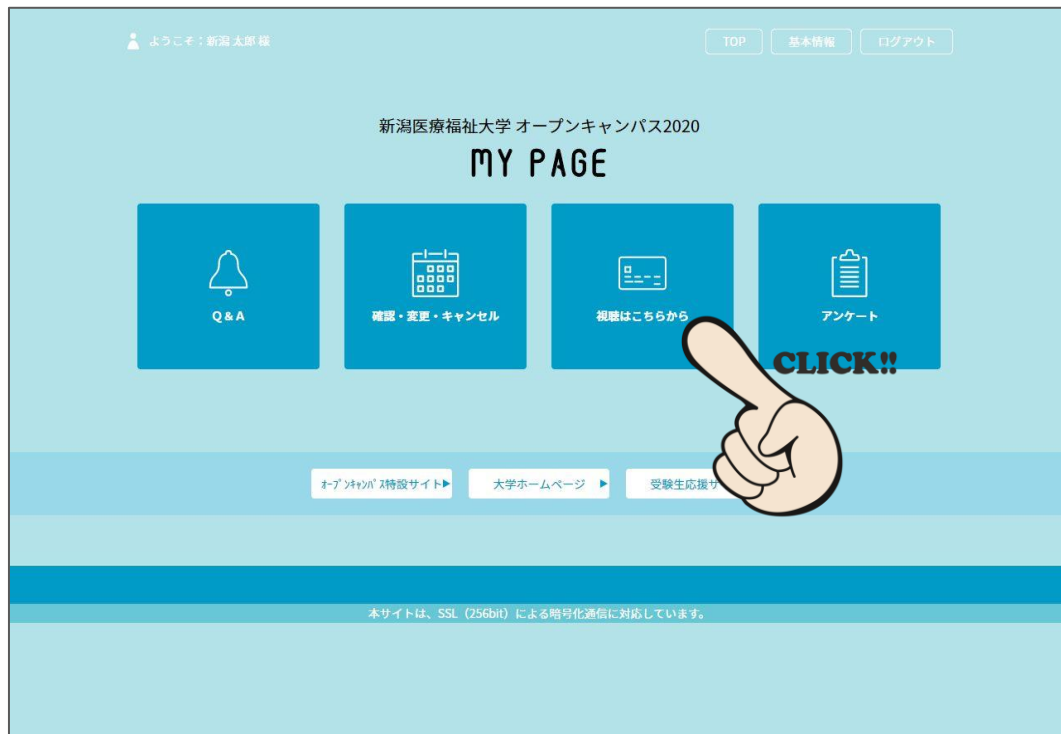 ようこそ：新潟 太郎 様
TOP 基本情報 ログアウト
新潟医療福祉大学 オープンキャンパス2020
MY PAGE
Q & A
確認・変更・キャンセル
視聴はこちらから
アンケート
CLICK!!
ｵｰﾌﾟﾝｷｬﾝﾊﾟｽ特設サイト▶
大学ホームページ ▶
受験生応援サ
本サイトは、SSL（256bit）による暗号化通信に対応しています。